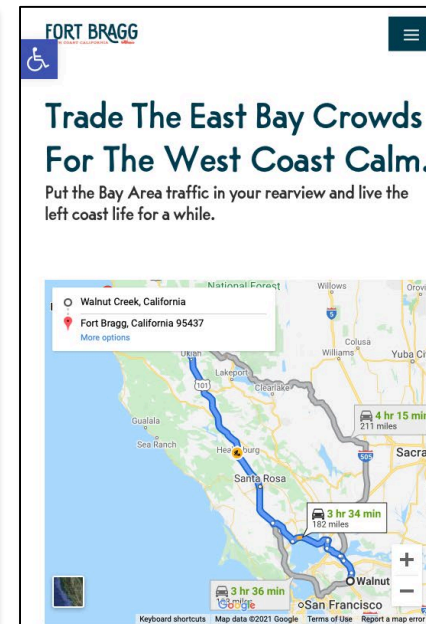 FORT BRAGG
Trade The East Bay Crowds
For The West Coast Calm.
Put the Bay Area traffic in your rearview and live the
left coast life for a while.
National Forest
Walnut Creek, California
Fort Bragg, California 95437
More options
Willows
Orovi
5
Colusa
Williams
Yuba Ci
Ukiah
Lakeport
101
Clearlake
4 hr 15 min
211 miles
Gualala
Sea Ranch
505
Sacra
Santa Rosa
3 hr 34 min
182 miles
Walnut
3 hr 36 min
miles
Google
San Francisco
Keyboard shortcuts
Map data ©2021 Google
Terms of Use
Report a map error